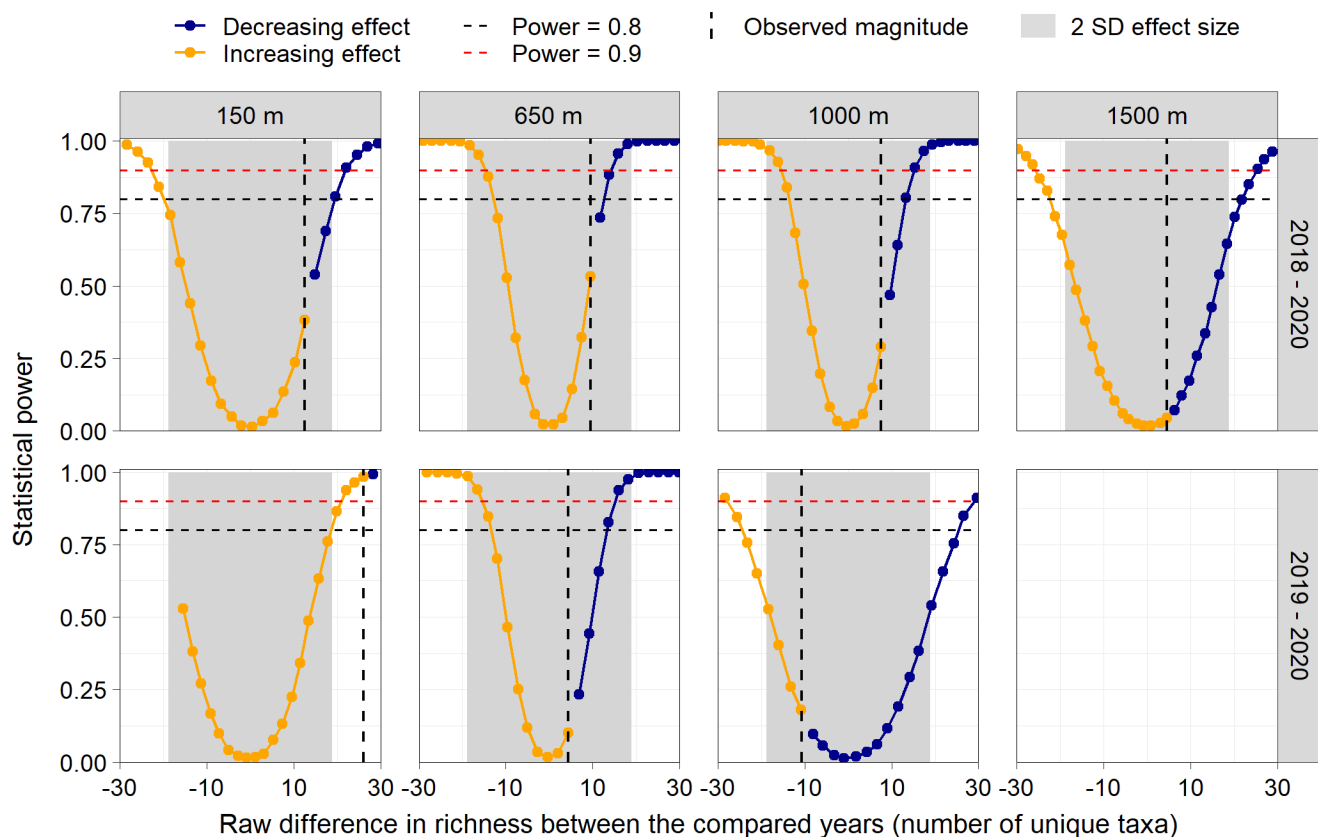 Decreasing effect
Increasing effect
Power = 0.8
Power = 0.9
Observed magnitude
2 SD effect size
150 m
650 m
1000 m
1500 m
Statistical power
1.00
0.75
0.50
0.25
0.00
2018 - 2020
1.00
0.75
0.50
0.25
0.00
2019 - 2020
-30 -10 10 30
-30 -10 10 30
-30 -10 10 30
-30 -10 10 30
Raw difference in richness between the compared years (number of unique taxa)